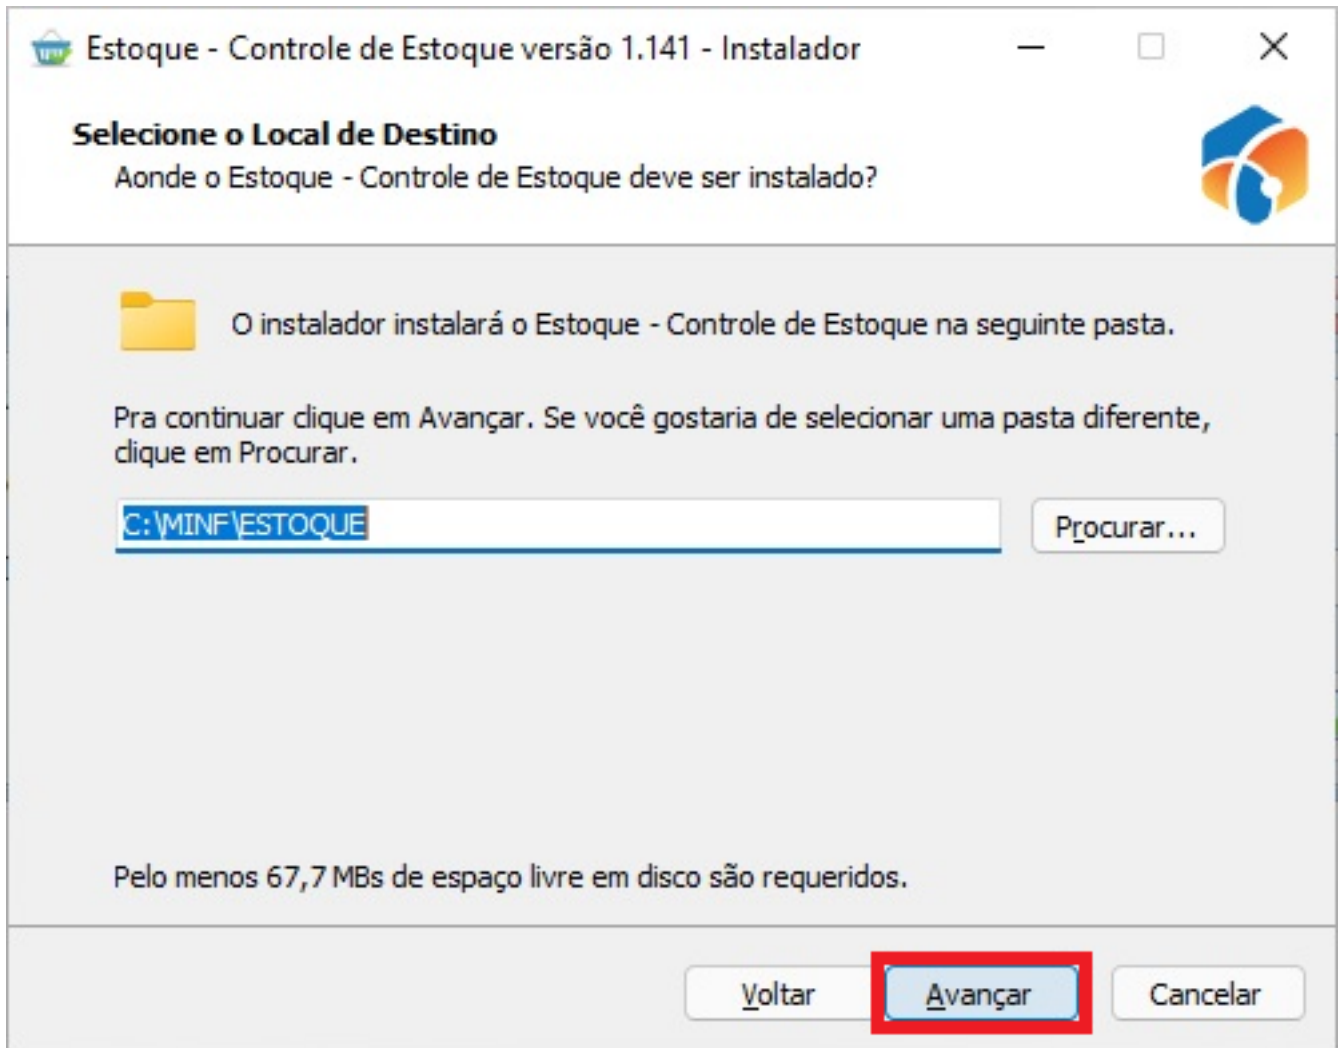 Estoque - Controle de Estoque versão 1.141 - Instalador
Selecione o Local de Destino
Aonde o Estoque - Controle de Estoque deve ser instalado?
O instalador instalará o Estoque - Controle de Estoque na seguinte pasta.
Pra continuar clique em Avançar. Se você gostaria de selecionar uma pasta diferente,
clique em Procurar.
C:\MINF\ESTOQUE
Procurar...
Pelo menos 67,7 MBs de espaço livre em disco são requeridos.
Voltar
Avançar
Cancelar